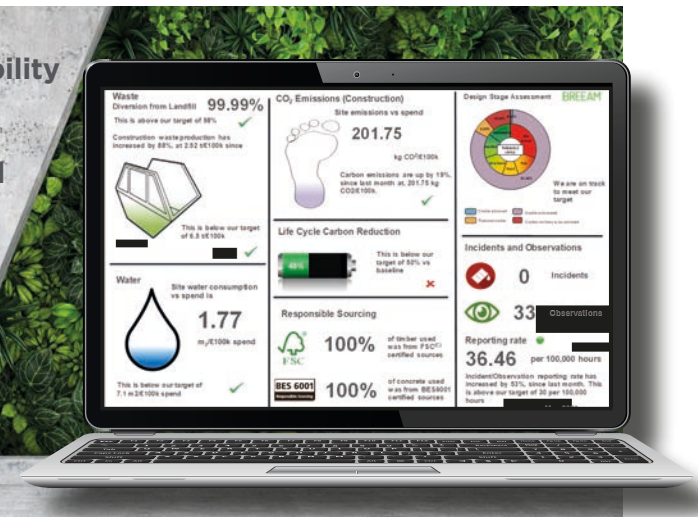 bility
Waste
Diversion from Landfill 99.99%
This is above our target of 98%
Construction waste production has
increased by 88%, at 2.52 t/£100k since
This is below our target
of 6.5 t/£100k
Water
Site water consumption
vs spend is
1.77
m₃/£100k spend
This is below our target of
7.1 m2/£100k spend
CO₂ Emissions (Construction)
Site emissions vs spend
201.75
kg CO²/£100k
Carbon emissions are up by 19%,
since last month at, 201.75 kg
CO2/£100k.
Life Cycle Carbon Reduction
This is below our
target of 50% vs
baseline
Responsible Sourcing
FSC
100%
of timber used
was from FSC(C)
certified sources
BES 6001
Responsible Sourcing
100%
of concrete used
was from BES6001
certified sources
Design Stage Assessment BREEAM
We are on track
to meet our
target
Incidents and Observations
0 Incidents
33 Observations
Reporting rate
36.46 per 100,000 hours
Incident/Observation reporting rate has
increased by 53%, since last month. This
is above our target of 30 per 100,000
hours